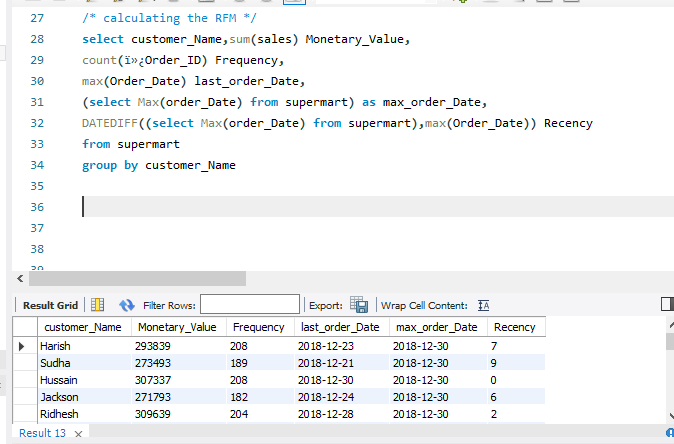 27 /* calculating the RFM */
28 select customer_Name,sum(sales) Monetary_Value,
29 count(ï»¿Order_ID) Frequency,
30 max(Order_Date) last_order_Date,
31 (select Max(order_Date) from supermart) as max_order_Date,
32 DATEDIFF((select Max(order_Date) from supermart),max(Order_Date)) Recency
33 from supermart
34 group by customer_Name
35
36
37
38
Result Grid Filter Rows: Export: Wrap Cell Content:
customer_Name Monetary_Value Frequency last_order_Date max_order_Date Recency
Harish 293839 208 2018-12-23 2018-12-30 7
Sudha 273493 189 2018-12-21 2018-12-30 9
Hussain 307337 208 2018-12-30 2018-12-30 0
Jackson 271793 182 2018-12-24 2018-12-30 6
Ridhesh 309639 204 2018-12-28 2018-12-30 2
Result 13